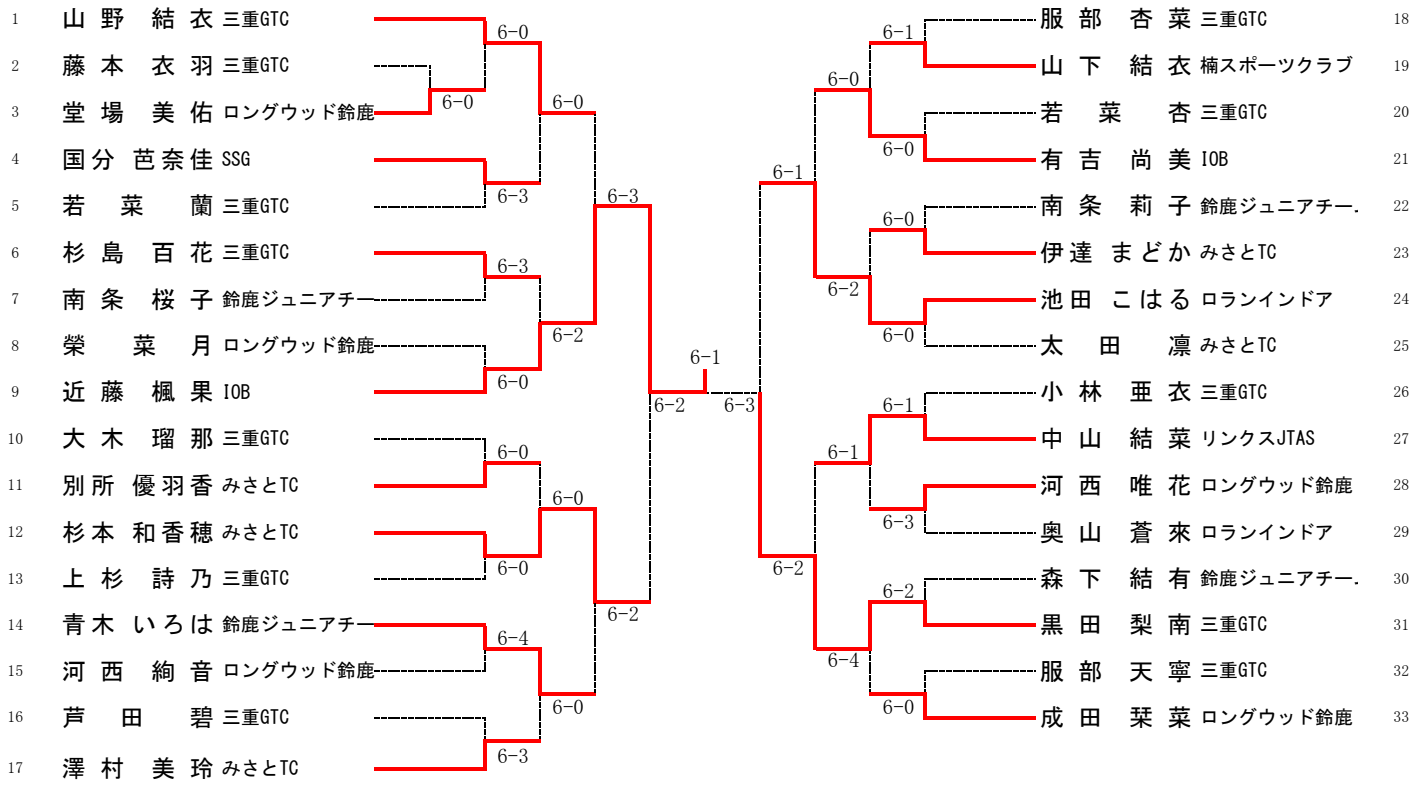 1 山野 結衣 三重GTC
2 藤本 衣羽 三重GTC
3 堂場 美佑 ロングウッド鈴鹿
4 国分 芭奈佳 SSG
5 若菜 蘭 三重GTC
6 杉島 百花 三重GTC
7 南条 桜子 鈴鹿ジュニアチー
8 榮 菜月 ロングウッド鈴鹿
9 近藤 楓果 IOB
10 大木 瑠那 三重GTC
11 別所 優羽香 みさとTC
12 杉本 和香穂 みさとTC
13 上杉 詩乃 三重GTC
14 青木 いろは 鈴鹿ジュニアチー
15 河西 絢音 ロングウッド鈴鹿
16 芦田 碧 三重GTC
17 澤村 美玲 みさとTC
6-0
6-0
6-0
6-3
6-3
6-3
6-2
6-0
6-0
6-0
6-0
6-2
6-4
6-0
6-3
6-2
6-1
6-3
6-1
6-0
6-0
6-1
6-0
6-2
6-0
6-1
6-1
6-3
6-2
6-2
6-4
6-0
服部 杏菜 三重GTC 18
山下 結衣 楠スポーツクラブ 19
若菜 杏 三重GTC 20
有吉 尚美 IOB 21
南条 莉子 鈴鹿ジュニアチー. 22
伊達 まどか みさとTC 23
池田 こはる ロランインドア 24
太田 凛 みさとTC 25
小林 亜衣 三重GTC 26
中山 結菜 リンクスJTAS 27
河西 唯花 ロングウッド鈴鹿 28
奥山 蒼來 ロランインドア 29
森下 結有 鈴鹿ジュニアチー. 30
黒田 梨南 三重GTC 31
服部 天寧 三重GTC 32
成田 栞菜 ロングウッド鈴鹿 33